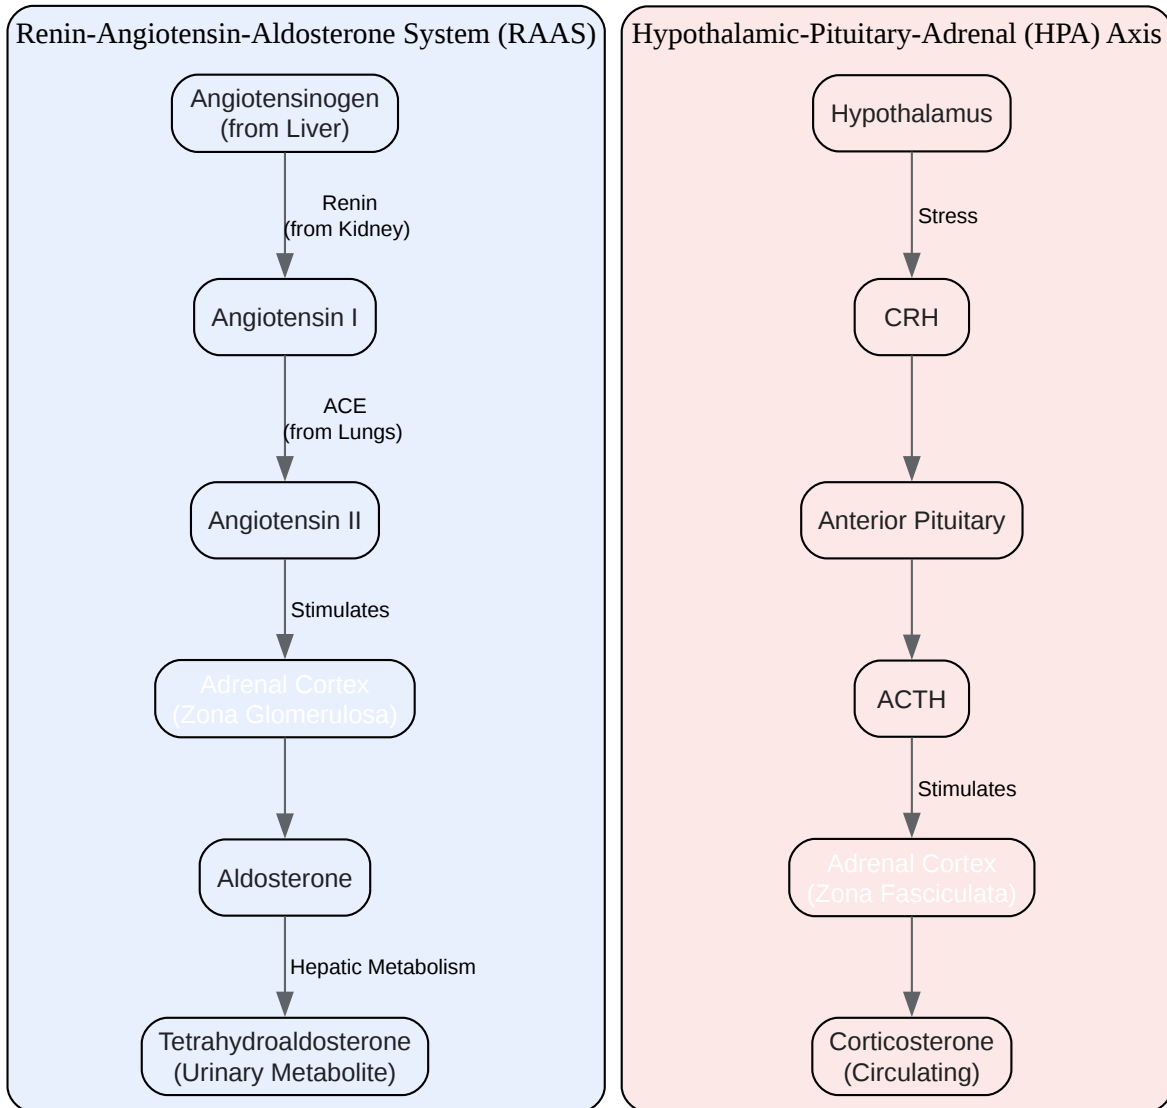 Renin-Angiotensin-Aldosterone System (RAAS)
Angiotensinogen
(from Liver)
Renin
(from Kidney)
Angiotensin I
ACE
(from Lungs)
Angiotensin II
Stimulates
Adrenal Cortex
(Zona Glomerulosa)
Aldosterone
Hepatic Metabolism
Tetrahydroaldosterone
(Urinary Metabolite)
Hypothalamic-Pituitary-Adrenal (HPA) Axis
Hypothalamus
Stress
CRH
Anterior Pituitary
ACTH
Stimulates
Adrenal Cortex
(Zona Fasciculata)
Corticosterone
(Circulating)